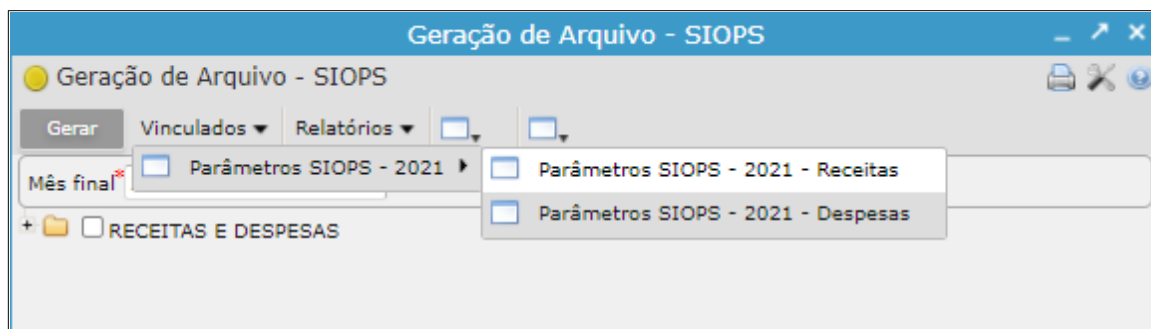 Geração de Arquivo - SIOPS
Geração de Arquivo - SIOPS
Gerar Vinculados Relatórios
Parâmetros SIOPS - 2021 Parâmetros SIOPS - 2021 - Receitas
Mês final*
Parâmetros SIOPS - 2021 - Despesas
RECEITAS E DESPESAS